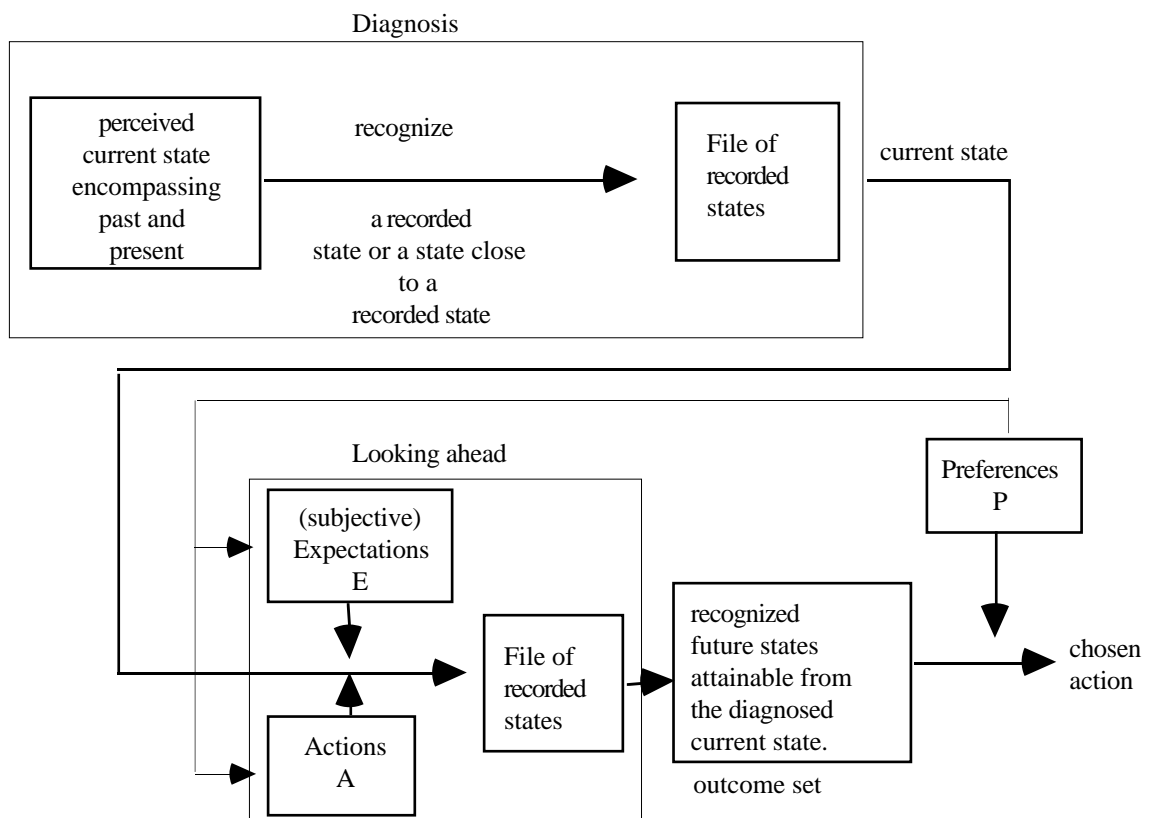 Diagnosis
perceived
current state
encompassing
past and
present
recognize
a recorded
state or a state close
to a
recorded state
File of
recorded
states
current state
Looking ahead
(subjective)
Expectations
E
Actions
A
File of
recorded
states
recognized
future states
attainable from
the diagnosed
current state.
outcome set
Preferences
P
chosen
action